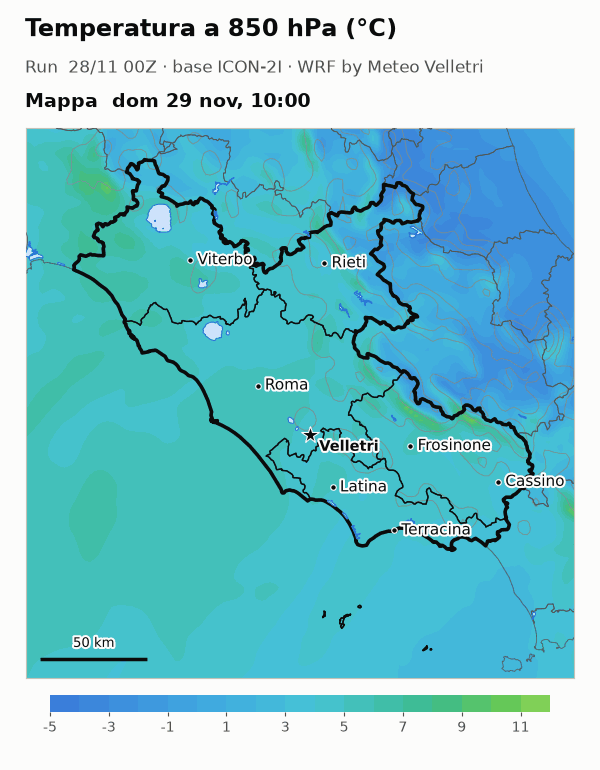 Temperatura a 850 hPa (°C)
Run  28/11 00Z · base ICON-2I · WRF by Meteo Velletri
Mappa  dom 29 nov, 10:00
Viterbo
Rieti
Roma
Velletri
Frosinone
Cassino
Latina
Terracina
50 km
-5 -3 -1 1 3 5 7 9 11